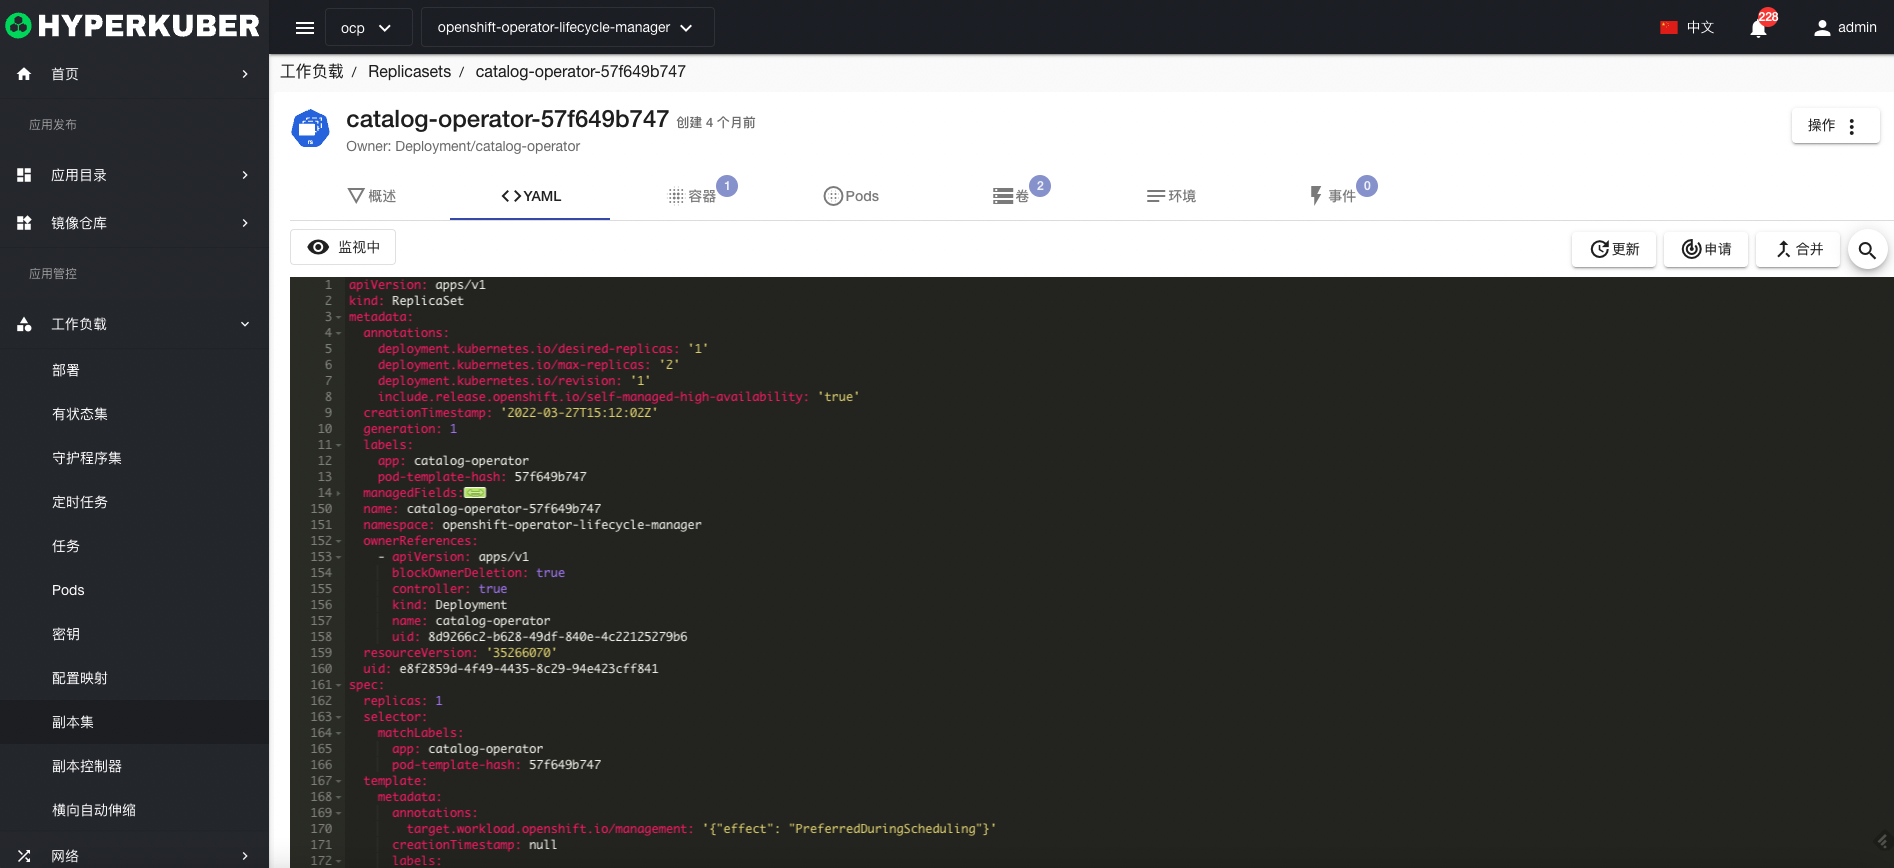 HYPERKUBER
ocp
openshift-operator-lifecycle-manager
中文
228
admin
首页
应用发布
应用目录
镜像仓库
应用管控
工作负载
部署
有状态集
守护程序集
定时任务
任务
Pods
密钥
配置映射
副本集
副本控制器
横向自动伸缩
网络
工作负载 / Replicasets / catalog-operator-57f649b747
catalog-operator-57f649b747 创建 4 个月前
Owner: Deployment/catalog-operator
rs
操作
概述
YAML
容器 1
Pods
卷 2
环境
事件 0
监视中
更新
申请
合并
1 apiVersion: apps/v1
2 kind: ReplicaSet
3 metadata:
4 annotations:
5 deployment.kubernetes.io/desired-replicas: '1'
6 deployment.kubernetes.io/max-replicas: '2'
7 deployment.kubernetes.io/revision: '1'
8 include.release.openshift.io/self-managed-high-availability: 'true'
9 creationTimestamp: '2022-03-27T15:12:02Z'
10 generation: 1
11 labels:
12 app: catalog-operator
13 pod-template-hash: 57f649b747
14 managedFields:
150 name: catalog-operator-57f649b747
151 namespace: openshift-operator-lifecycle-manager
152 ownerReferences:
153 - apiVersion: apps/v1
154 blockOwnerDeletion: true
155 controller: true
156 kind: Deployment
157 name: catalog-operator
158 uid: 8d9266c2-b628-49df-840e-4c22125279b6
159 resourceVersion: '35266070'
160 uid: e8f2859d-4f49-4435-8c29-94e423cff841
161 spec:
162 replicas: 1
163 selector:
164 matchLabels:
165 app: catalog-operator
166 pod-template-hash: 57f649b747
167 template:
168 metadata:
169 annotations:
170 target.workload.openshift.io/management: '{"effect": "PreferredDuringScheduling"}'
171 creationTimestamp: null
172 labels: